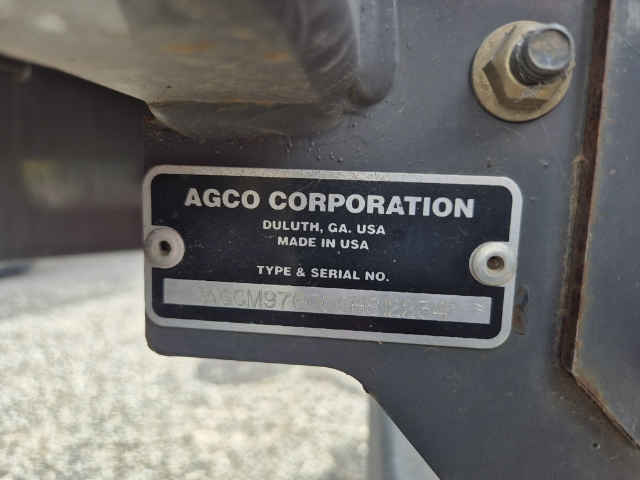 AGCO CORPORATION
DULUTH, GA. USA
MADE IN USA
TYPE & SERIAL NO.